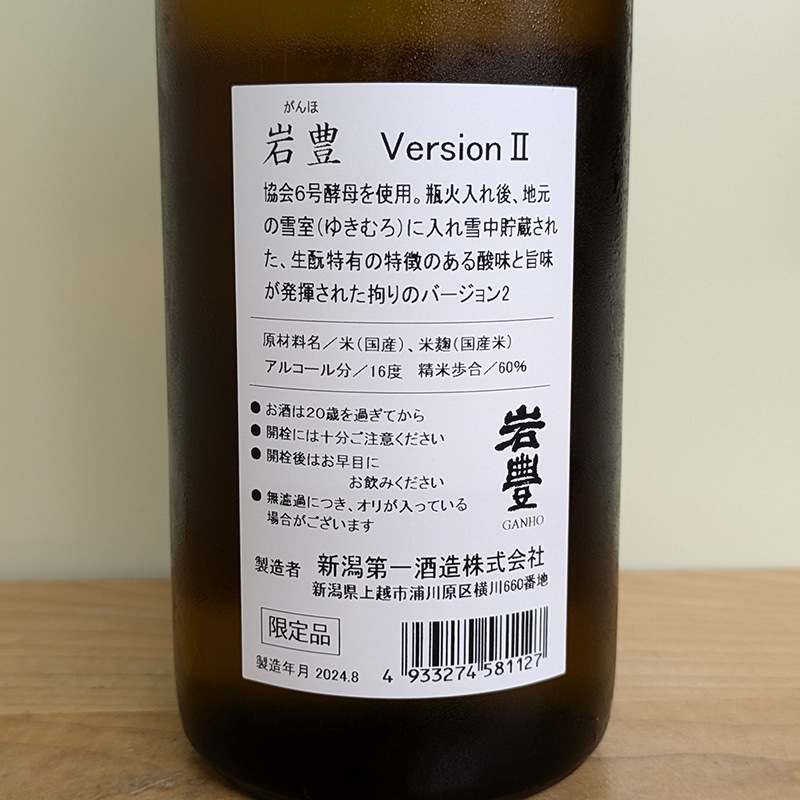 がんほ
岩豊 Version Ⅱ
協会6号酵母を使用。瓶火入れ後、地元
の雪室(ゆきむろ)に入れ雪中貯蔵され
た、生酛特有の特徴のある酸味と旨味
が発揮された拘りのバージョン2
原材料名／米(国産)、米麹(国産米)
アルコール分／16度 精米歩合／60%
● お酒は20歳を過ぎてから
● 開栓には十分ご注意ください
● 開栓後はお早目に
お飲みください
● 無濾過につき、オリが入っている
場合がございます
岩豊
GANHO
製造者 新潟第一酒造株式会社
新潟県上越市浦川原区横川660番地
限定品
製造年月 2024.8
4 933274 581127